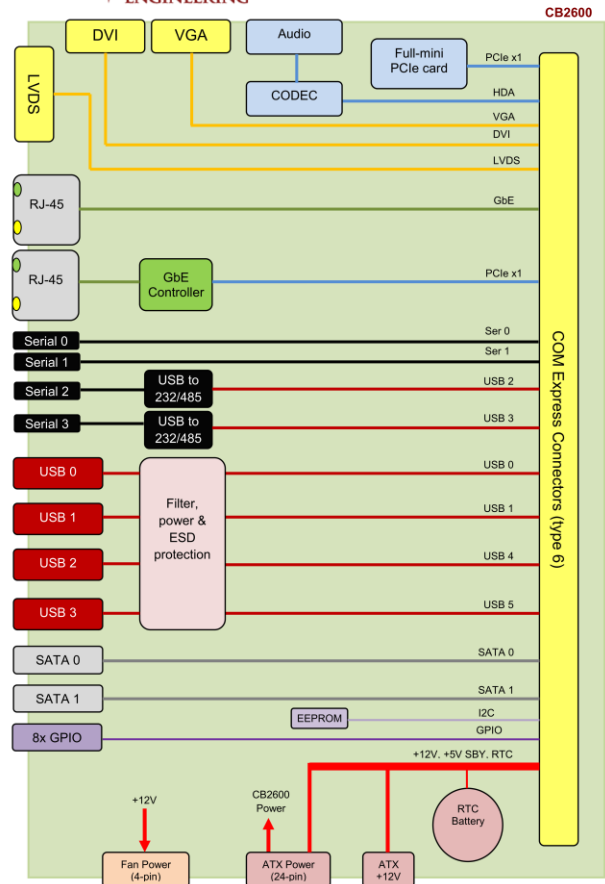 ENGINEERING
CB2600
DVI
VGA
Audio
Full-mini
PCIe card
PCIe x1
LVDS
CODEC
HDA
VGA
DVI
LVDS
RJ-45
GbE
RJ-45
GbE
Controller
PCIe x1
COM Express Connectors (type 6)
Serial 0
Ser 0
Serial 1
Ser 1
Serial 2
USB to
232/485
USB 2
Serial 3
USB to
232/485
USB 3
USB 0
USB 0
Filter,
power &
ESD
protection
USB 1
USB 1
USB 2
USB 4
USB 3
USB 5
SATA 0
SATA 0
SATA 1
SATA 1
EEPROM
I2C
8x GPIO
GPIO
+12V, +5V SBY, RTC
+12V
CB2600
Power
RTC
Battery
Fan Power
(4-pin)
ATX Power
(24-pin)
ATX
+12V